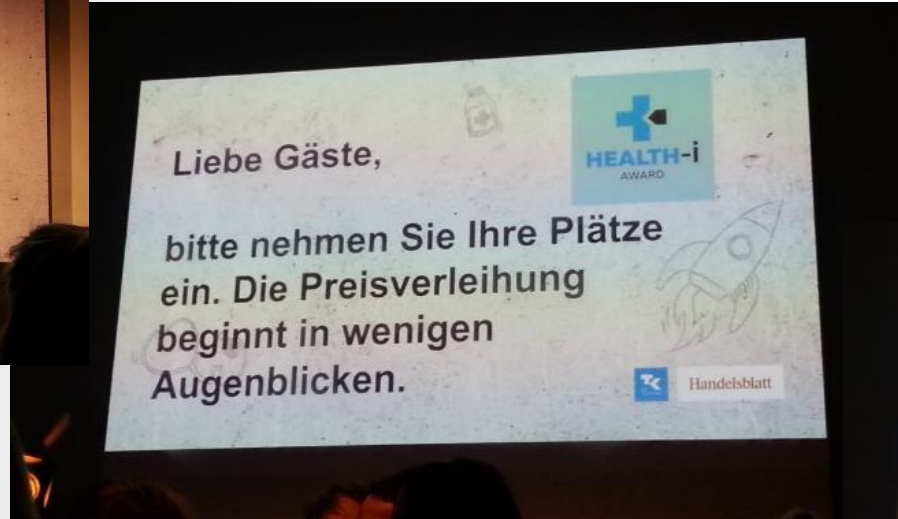 HEALTH-i
AWARD
Liebe Gäste,
bitte nehmen Sie Ihre Plätze
ein. Die Preisverleihung
beginnt in wenigen
Augenblicken.
TK
Handelsblatt